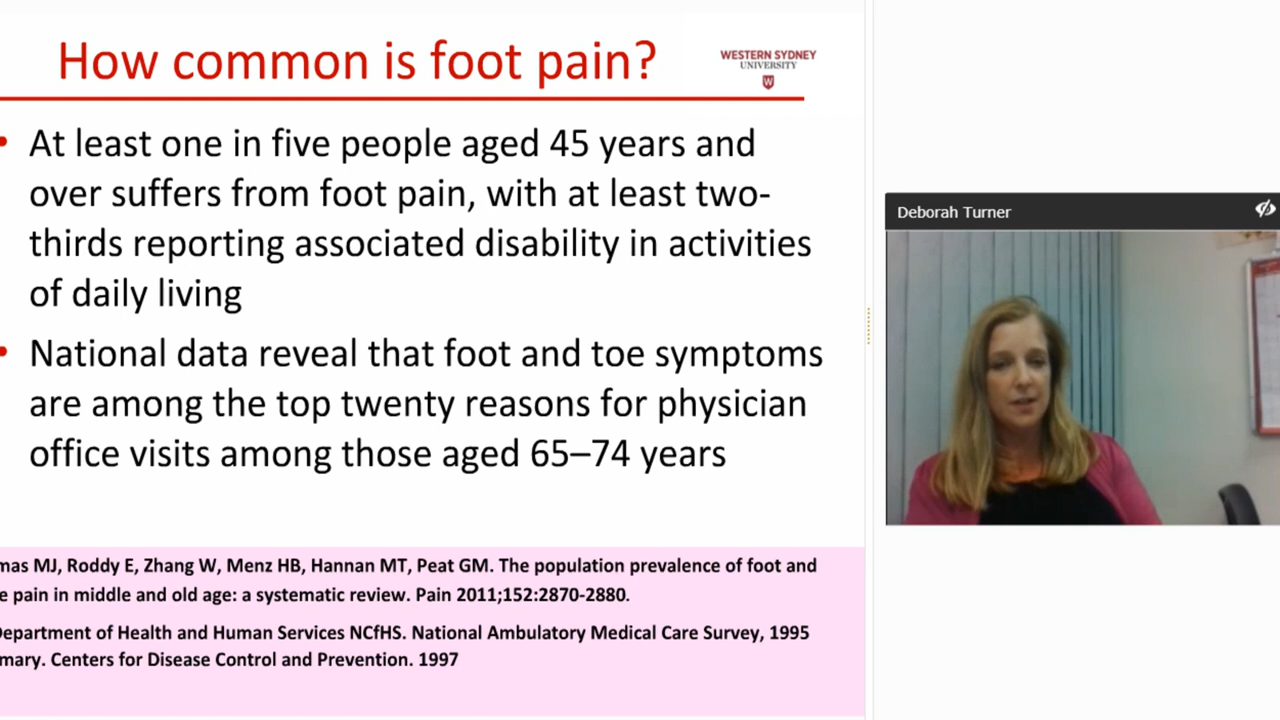 How common is foot pain?
WESTERN SYDNEY
UNIVERSITY
W
• At least one in five people aged 45 years and
over suffers from foot pain, with at least two-
thirds reporting associated disability in activities
of daily living
• National data reveal that foot and toe symptoms
are among the top twenty reasons for physician
office visits among those aged 65–74 years
MJ, Roddy E, Zhang W, Menz HB, Hannan MT, Peat GM. The population prevalence of foot and
pain in middle and old age: a systematic review. Pain 2011;152:2870-2880.
Department of Health and Human Services NCfHS. National Ambulatory Medical Care Survey, 1995
Centers for Disease Control and Prevention. 1997
Deborah Turner